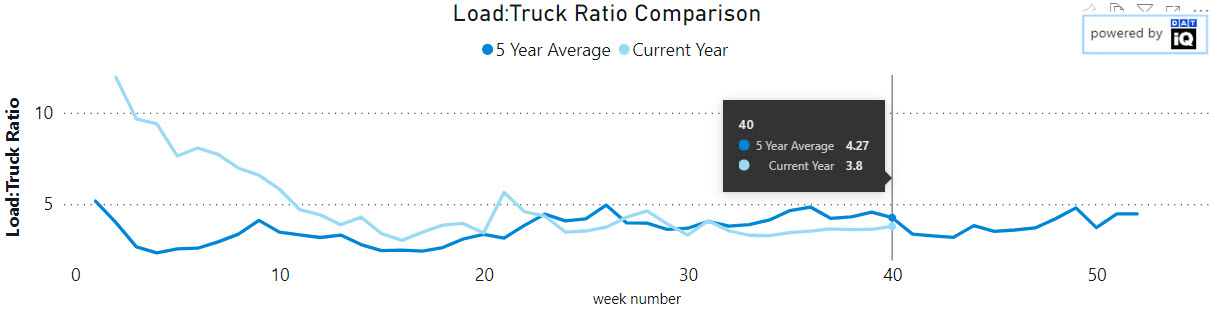 Load:Truck Ratio Comparison
powered by DAT iQ
5 Year Average Current Year
Load:Truck Ratio
10
5
40
5 Year Average 4.27
Current Year 3.8
0 10 20 30 40 50
week number